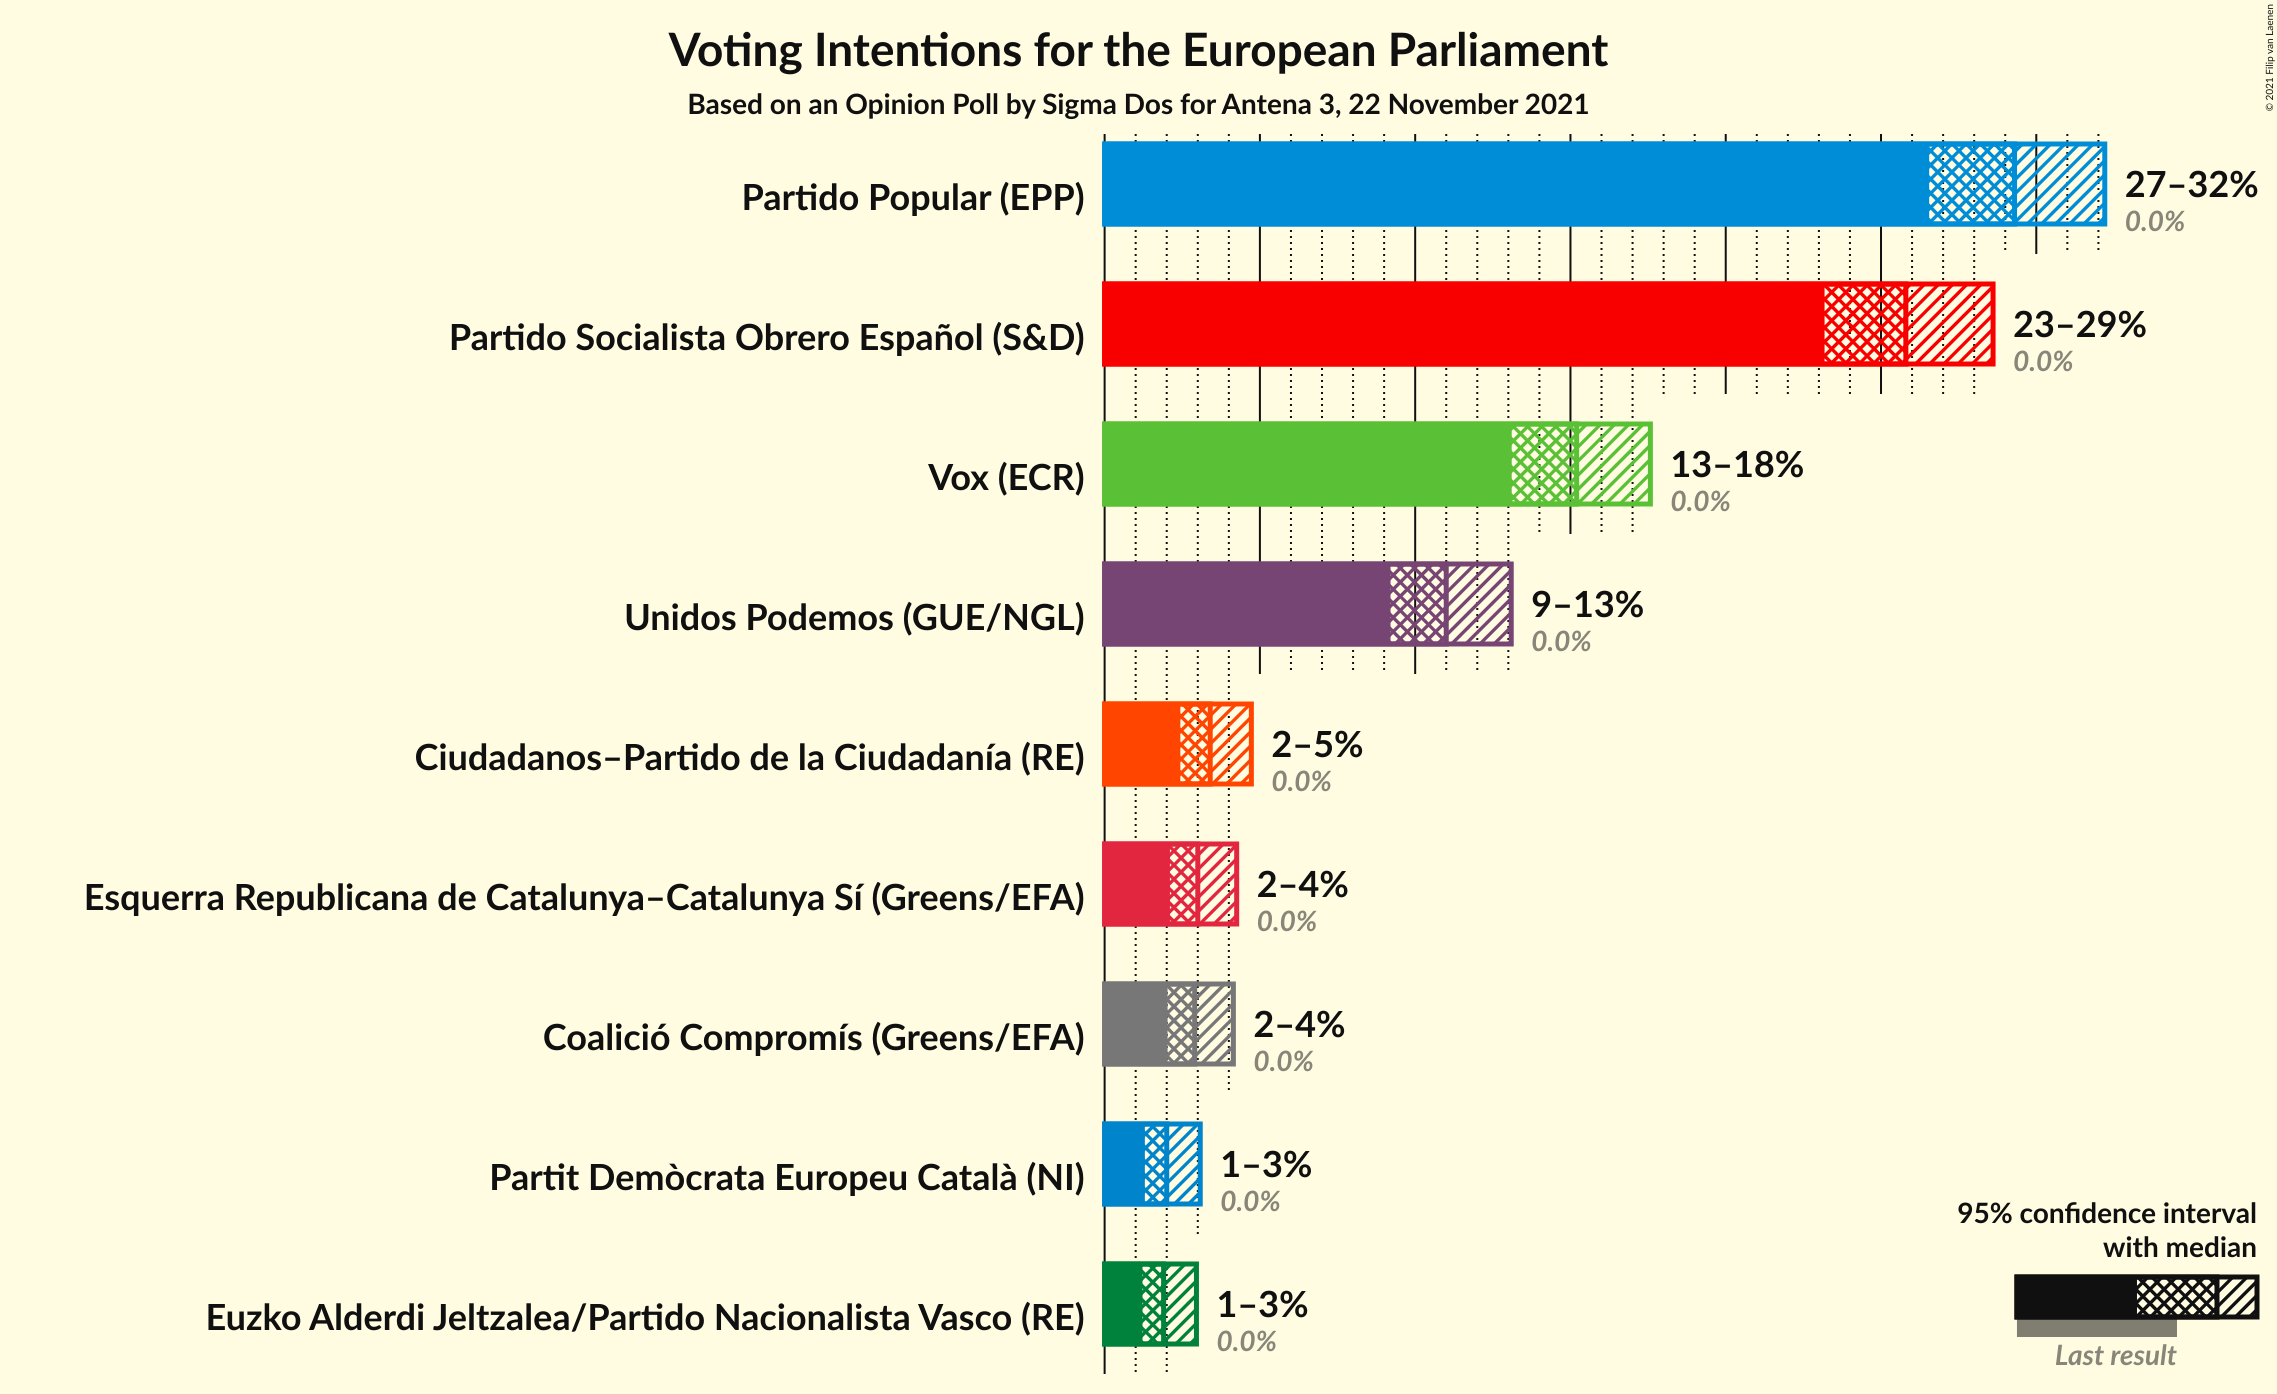 Voting Intentions for the European Parliament
Based on an Opinion Poll by Sigma Dos for Antena 3, 22 November 2021
© 2021 Filip van Laenen
Partido Popular (EPP)
27–32%
0.0%
Partido Socialista Obrero Español (S&D)
23–29%
0.0%
Vox (ECR)
13–18%
0.0%
Unidos Podemos (GUE/NGL)
9–13%
0.0%
Ciudadanos–Partido de la Ciudadanía (RE)
2–5%
0.0%
Esquerra Republicana de Catalunya–Catalunya Sí (Greens/EFA)
2–4%
0.0%
Coalició Compromís (Greens/EFA)
2–4%
0.0%
Partit Demòcrata Europeu Català (NI)
1–3%
0.0%
Euzko Alderdi Jeltzalea/Partido Nacionalista Vasco (RE)
1–3%
0.0%
95% confidence interval
with median
Last result